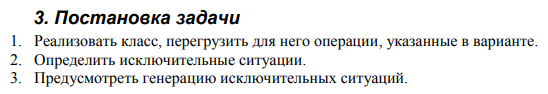 3. Постановка задачи
1. Реализовать класс, перегрузить для него операции, указанные в варианте.
2. Определить исключительные ситуации.
3. Предусмотреть генерацию исключительных ситуаций.